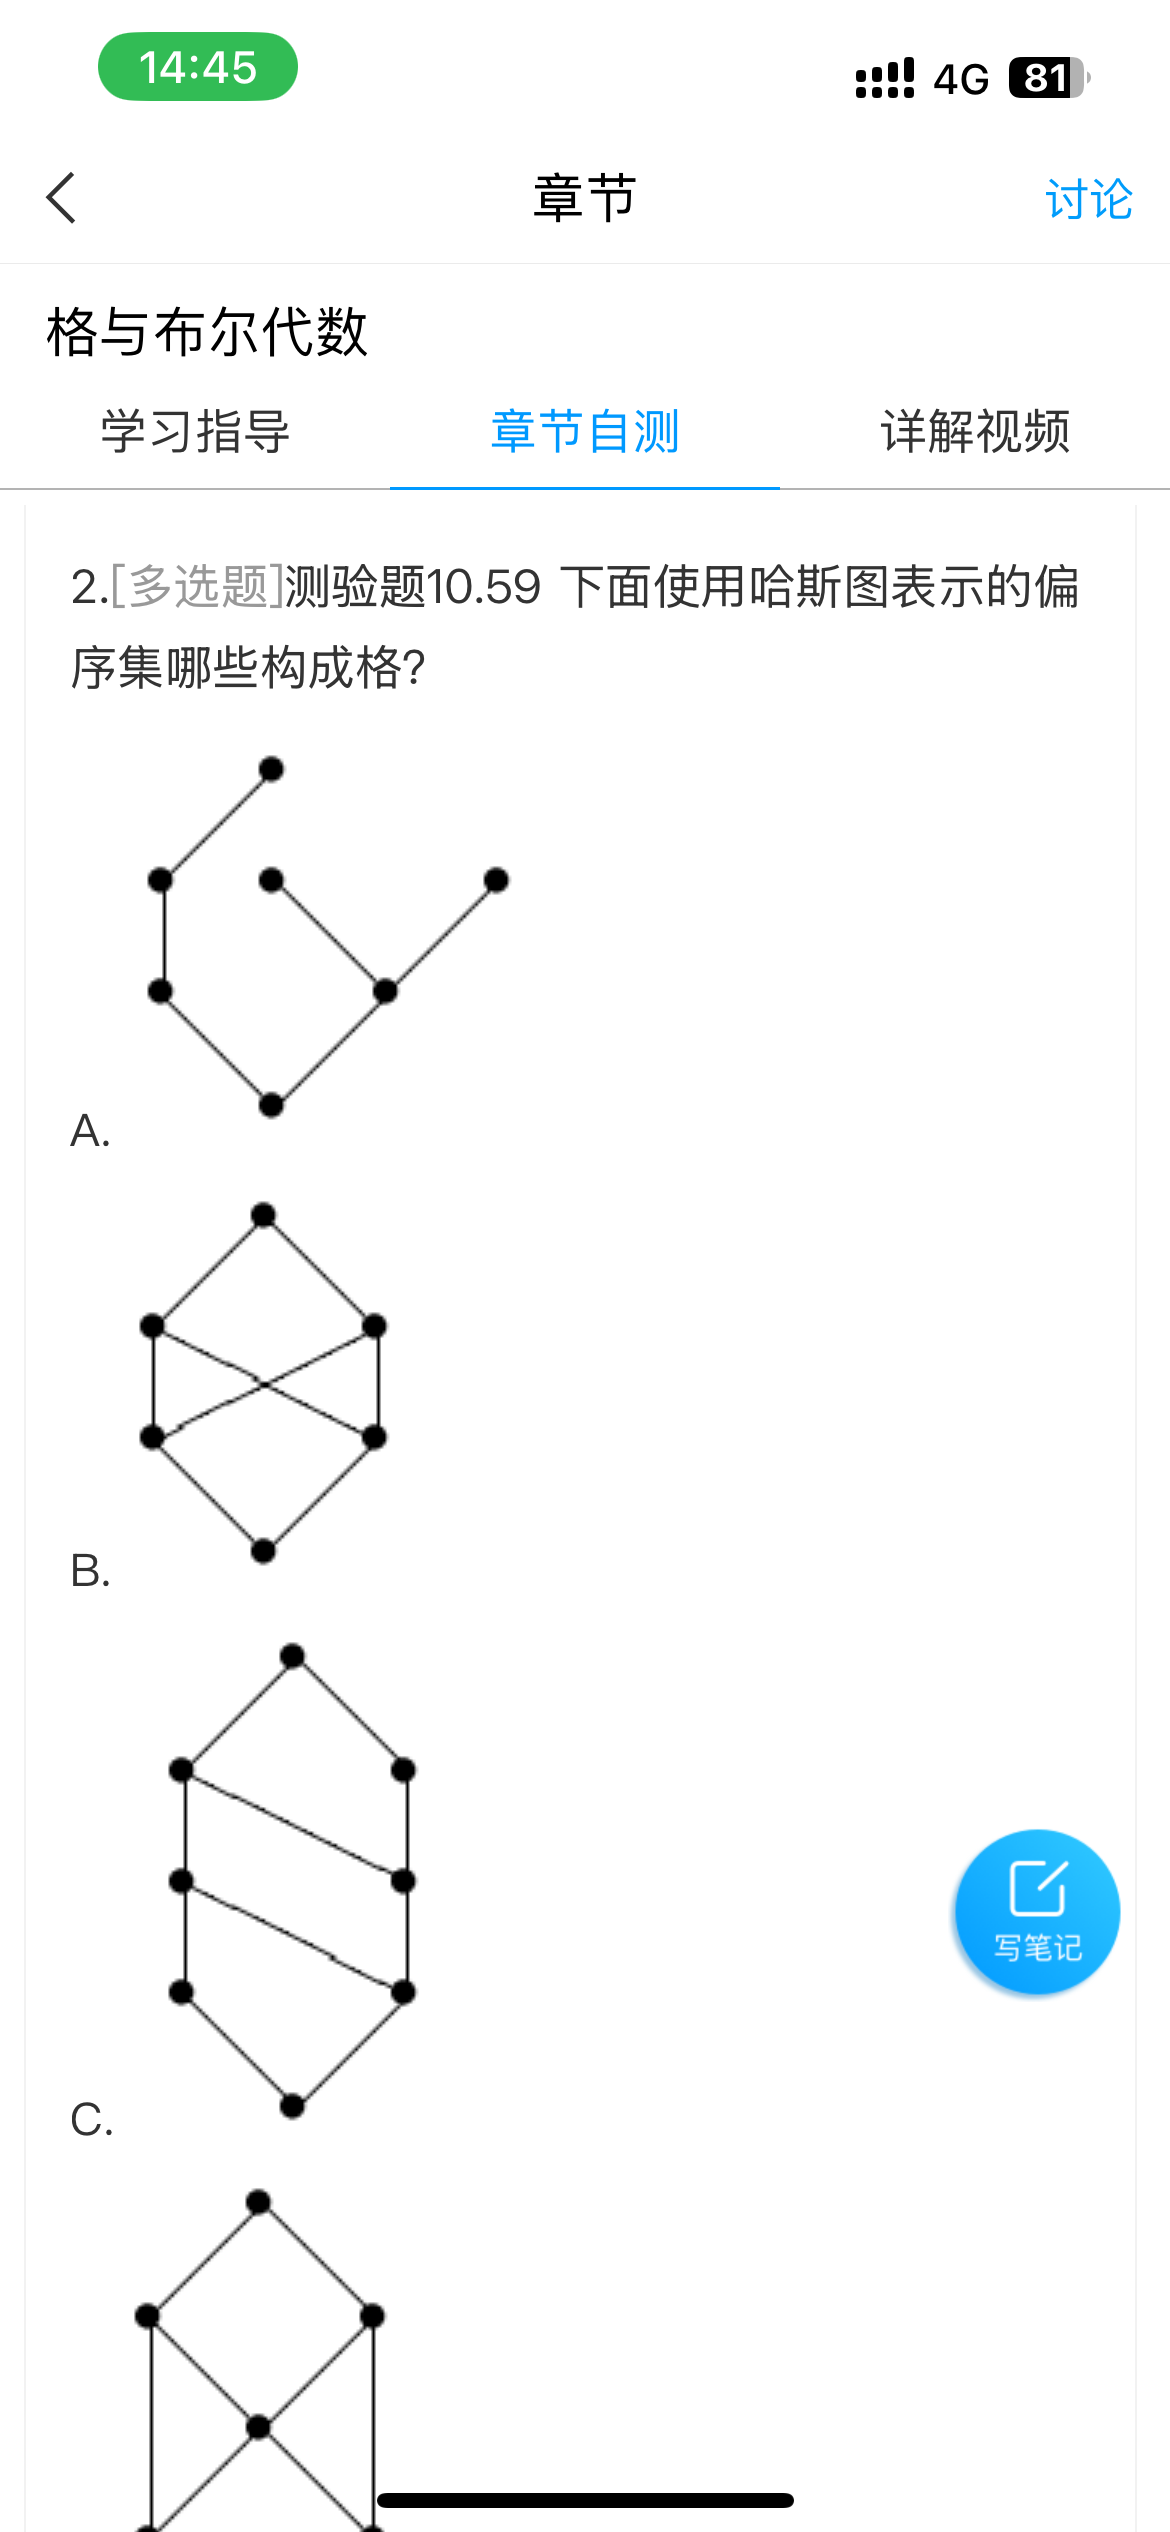 14:45
4G 81
章节
讨论
格与布尔代数
学习指导 章节自测 详解视频
2.[多选题]测验题10.59 下面使用哈斯图表示的偏
序集哪些构成格?
A.
B.
C.
写笔记